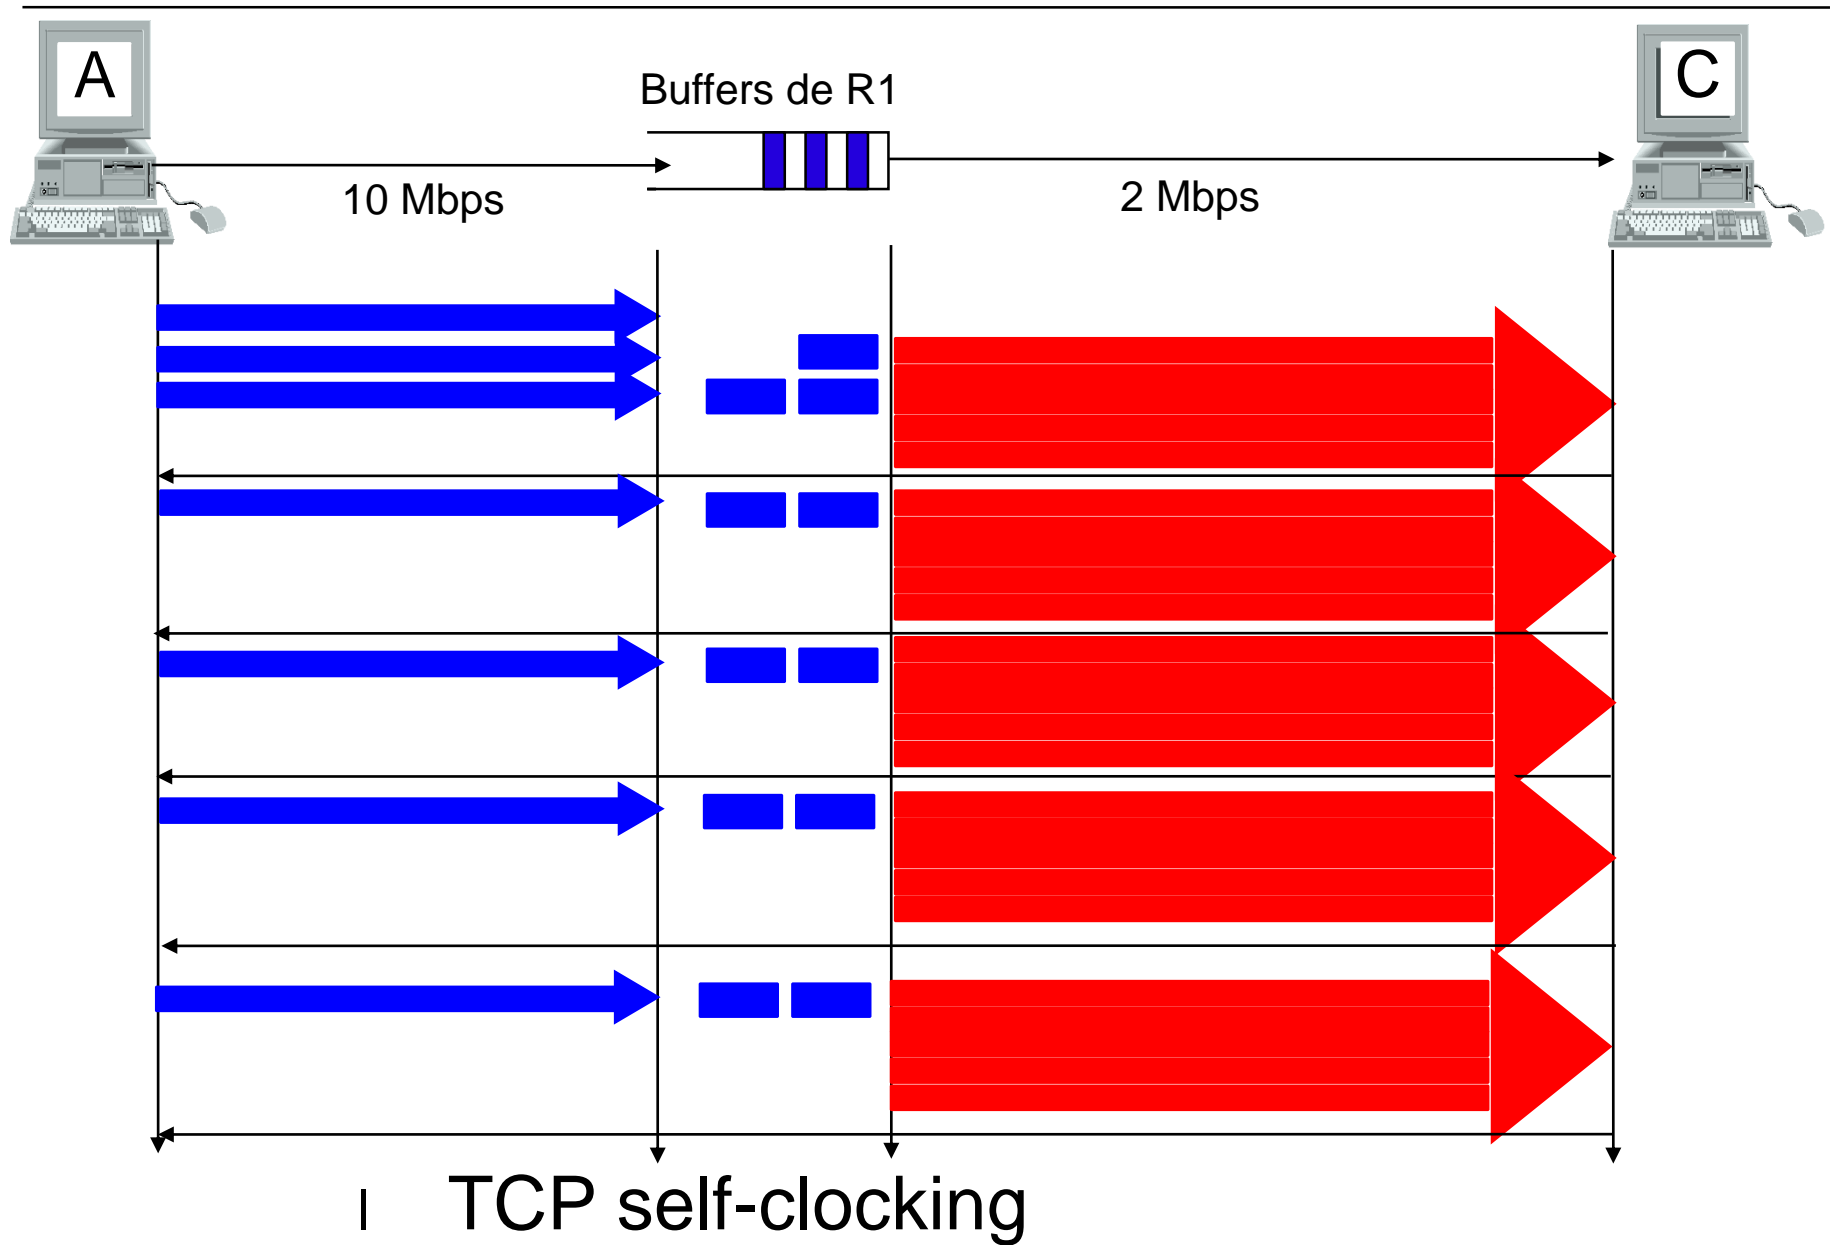 A
Buffers de R1
C
10 Mbps
2 Mbps
l TCP self-clocking